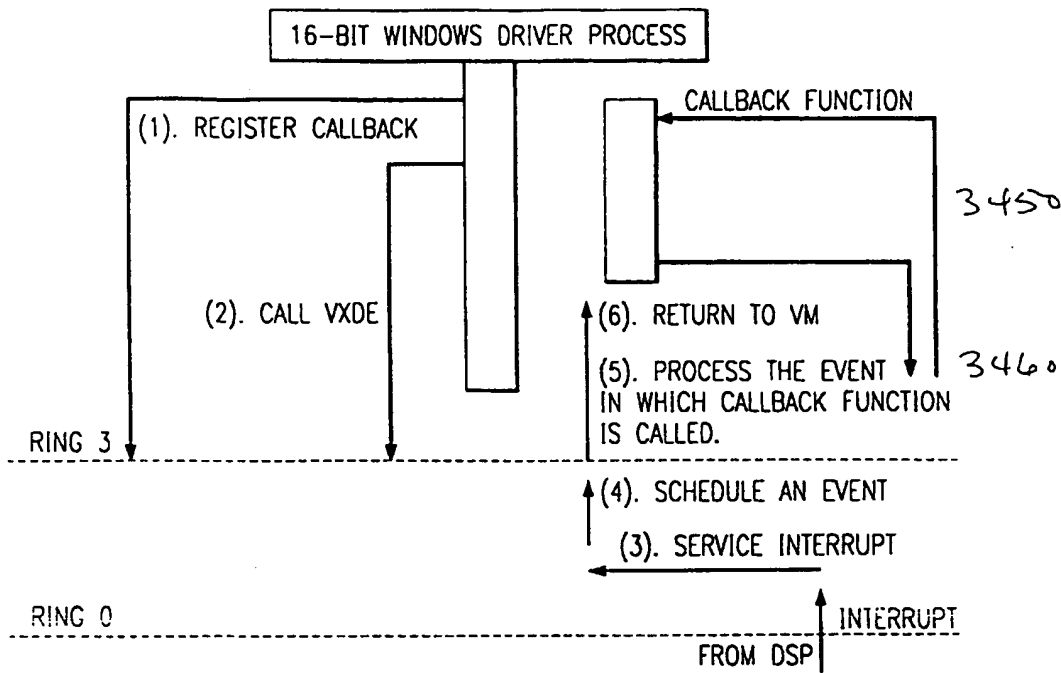 16-BIT WINDOWS DRIVER PROCESS
CALLBACK FUNCTION
(1). REGISTER CALLBACK
3450
(2). CALL VXDE
(6). RETURN TO VM
(5). PROCESS THE EVENT
IN WHICH CALLBACK FUNCTION
IS CALLED.
3460
RING 3
(4). SCHEDULE AN EVENT
(3). SERVICE INTERRUPT
RING 0
INTERRUPT
FROM DSP